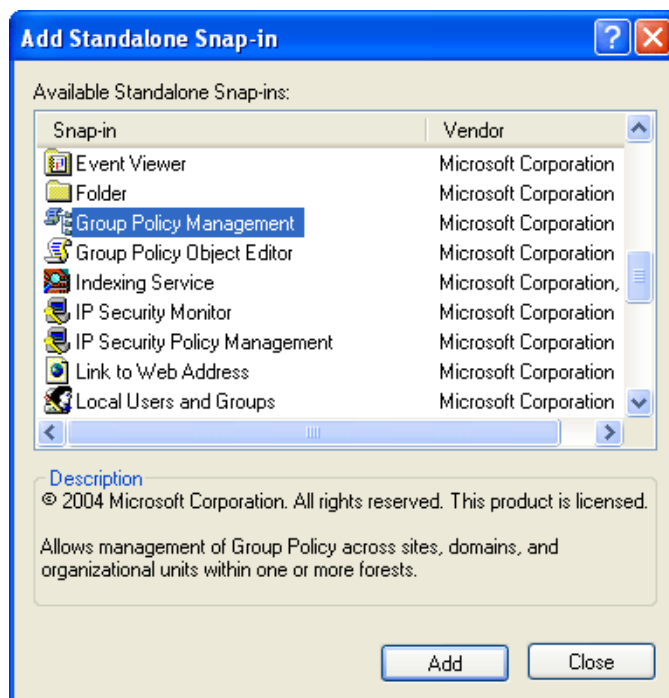 Add Standalone Snap-in
Available Standalone Snap-ins:
Snap-in Vendor
Event Viewer Microsoft Corporation
Folder Microsoft Corporation
Group Policy Management Microsoft Corporation
Group Policy Object Editor Microsoft Corporation
Indexing Service Microsoft Corporation,
IP Security Monitor Microsoft Corporation
IP Security Policy Management Microsoft Corporation
Link to Web Address Microsoft Corporation
Local Users and Groups Microsoft Corporation
Description
© 2004 Microsoft Corporation. All rights reserved. This product is licensed.
Allows management of Group Policy across sites, domains, and
organizational units within one or more forests.
Add Close